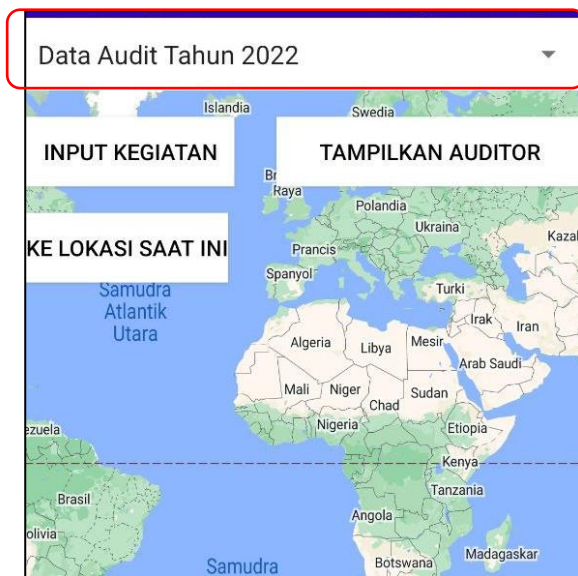 Data Audit Tahun 2022
Islandia
Swedia
INPUT KEGIATAN
TAMPILKAN AUDITOR
Raya
Polandia
Ukraina
KE LOKASI SAAT INI
Prancis
Spanyol
Turki
Samudra
Atlantik
Utara
Irak
Iran
Algeria
Libya
Mesir
Arab Saudi
Mali
Niger
Chad
Sudan
Nigeria
Etiopia
Kenya
Tanzania
Brasil
Angola
Samudra
Botswana
Madagaskar